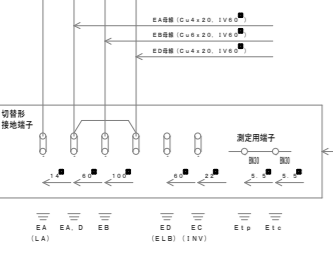 EA母線 (Cu4x20, IV60■)
EB母線 (Cu6x20, IV60■)
ED母線 (Cu4x20, IV60■)
切替形
接地端子
測定用端子
14■ 60■ 100■ 60■ 22■ 5.5■ 5.5■
EA EA,D EB ED EC Etp Etc
(LA) (ELB) (INV)